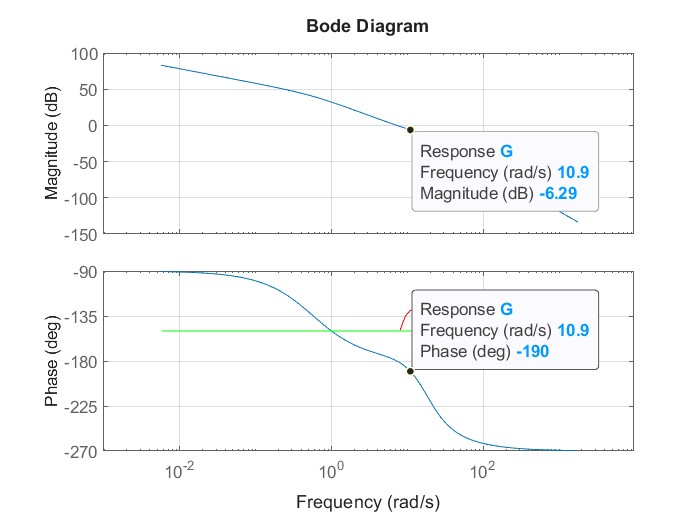 Bode Diagram
100
50
0
-50
-100
-150
Magnitude (dB)
Response G
Frequency (rad/s) 10.9
Magnitude (dB) -6.29
-90
-135
-180
-225
-270
Phase (deg)
Response G
Frequency (rad/s) 10.9
Phase (deg) -190
10^-2 10^0 10^2
Frequency (rad/s)